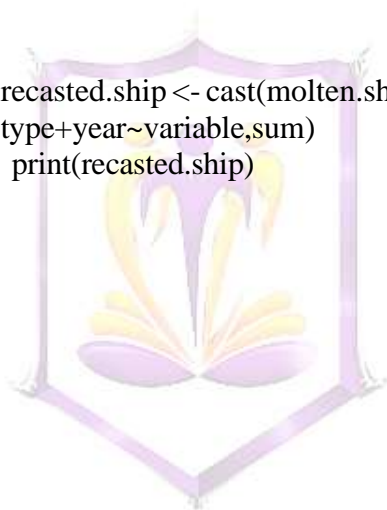 recasted.ship <- cast(molten.sh
type+year~variable,sum)
print(recasted.ship)